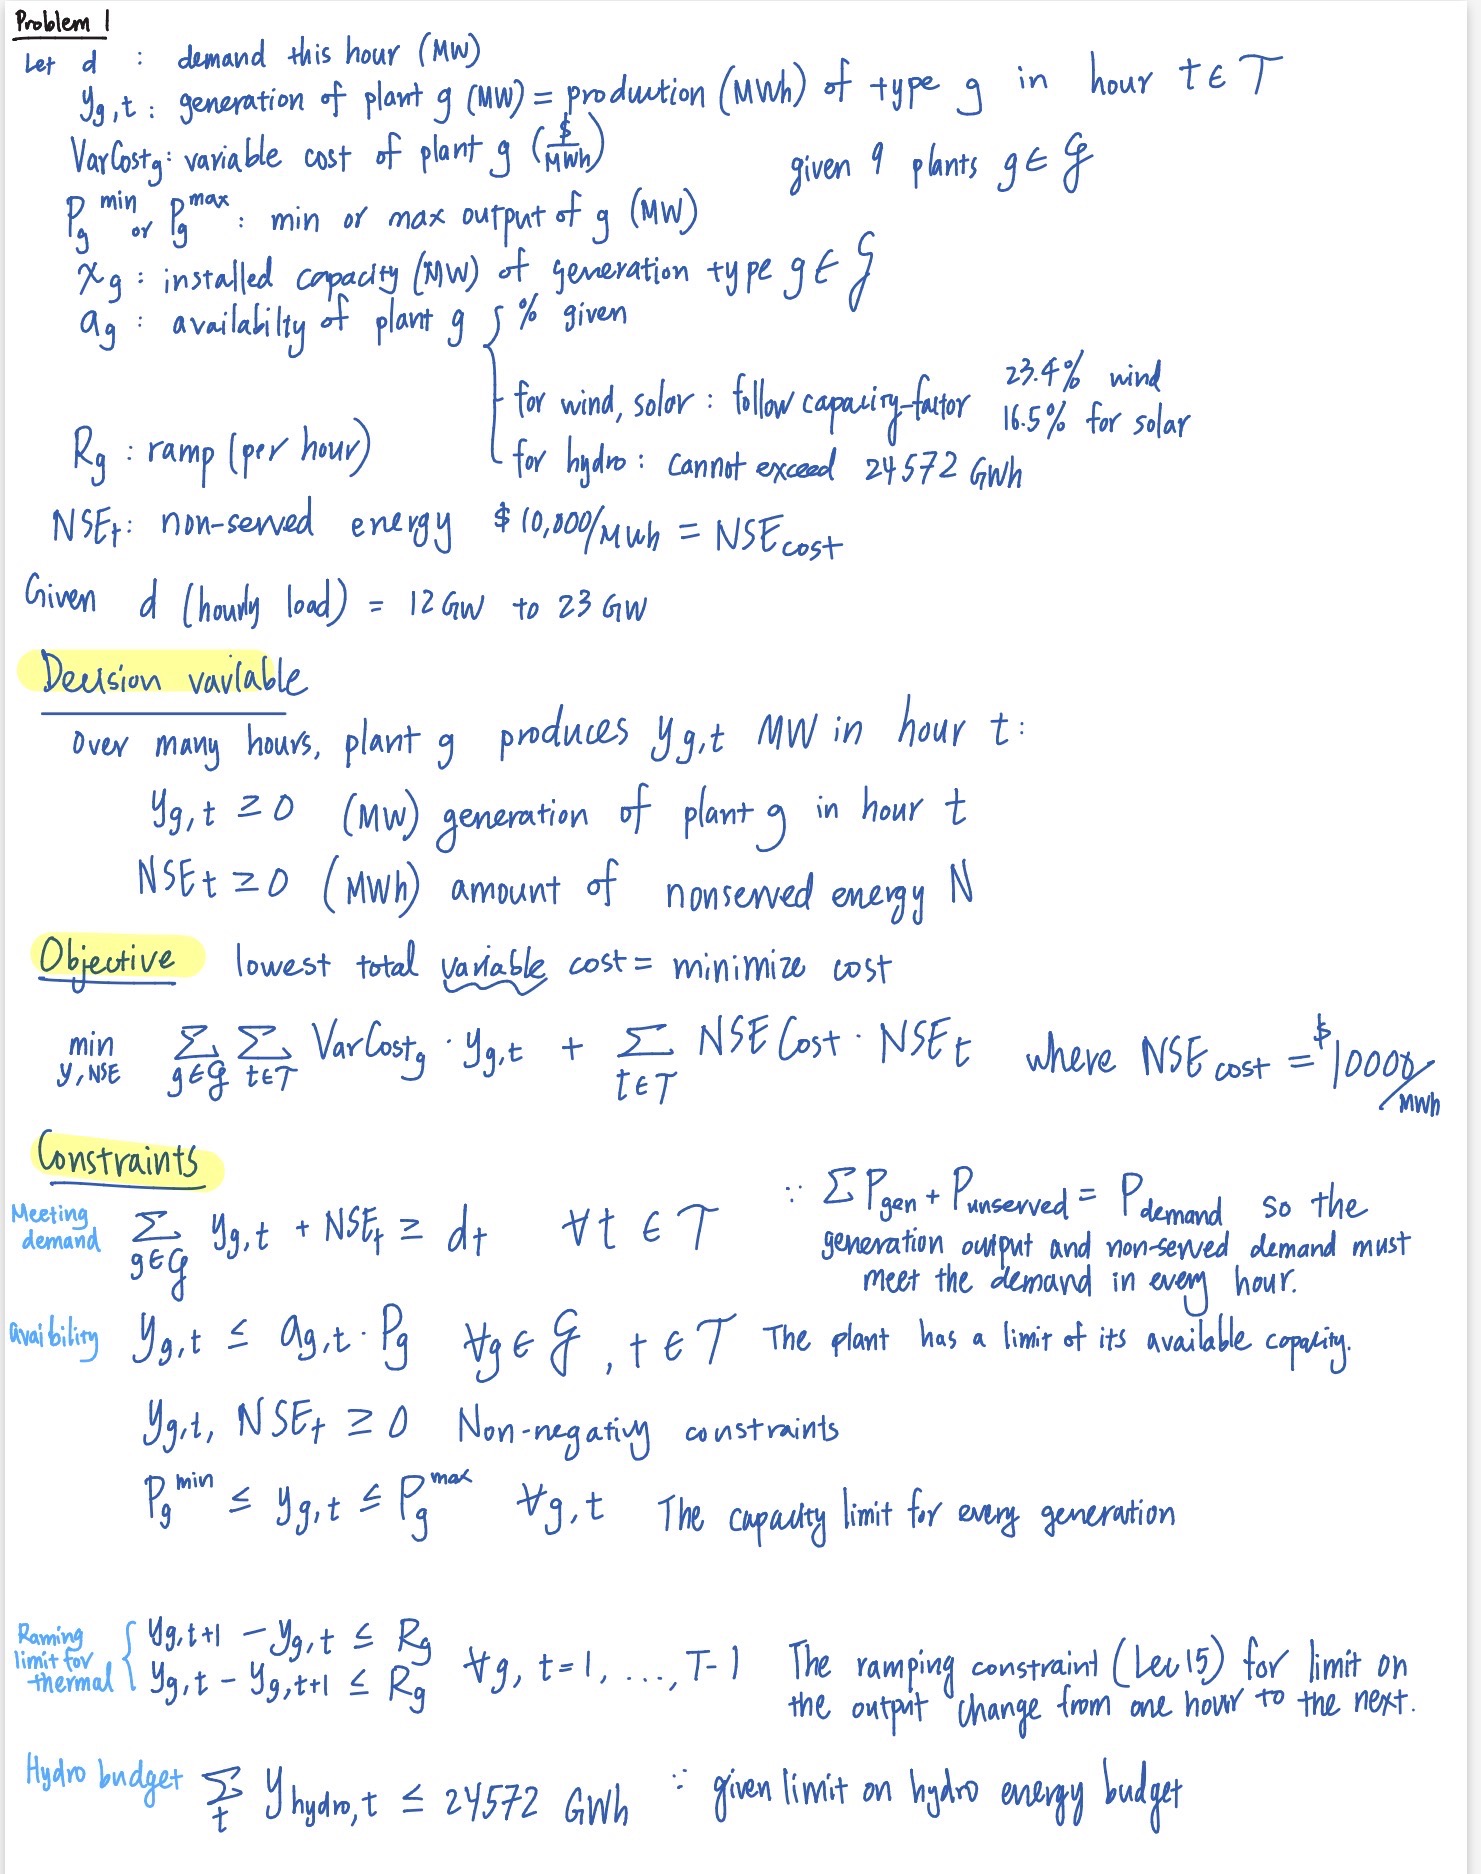 Problem 1
Let d : demand this hour (MW)
y_{g,t} : generation of plant g (MW) = production (MWh) of type g in hour t ∈ T
VarCost_g : variable cost of plant g ($/MWh) given 9 plants g ∈ G
P_g^{min} or P_g^{max} : min or max output of g (MW)
x_g : installed capacity (MW) of generation type g ∈ G
a_g : availabilty of plant g { % given
for wind, solar : follow capacity-factor 23.4% wind
16.5% for solar
R_g : ramp (per hour)
for hydro : cannot exceed 24572 GWh
NSE_t : non-served energy $10,000/MWh = NSE_cost
Given d (hourly load) = 12 GW to 23 GW
Decision variable
Over many hours, plant g produces y_{g,t} MW in hour t :
y_{g,t} ≥ 0 (MW) generation of plant g in hour t
NSE_t ≥ 0 (MWh) amount of nonserved energy N
Objective lowest total variable cost = minimize cost
min_{y, NSE} Σ_{g∈G} Σ_{t∈T} VarCost_g · y_{g,t} + Σ_{t∈T} NSE Cost · NSE_t where NSE_cost = $10000/MWh
Constraints
Meeting demand Σ_{g∈G} y_{g,t} + NSE_t ≥ d_t ∀t ∈ T ∵ Σ P_gen + P_unserved = P_demand so the
generation output and non-served demand must
meet the demand in every hour.
avaibility y_{g,t} ≤ a_{g,t} · P_g ∀g ∈ G, t ∈ T The plant has a limit of its available capacity.
y_{g,t}, NSE_t ≥ 0 Non-negativy constraints
P_g^{min} ≤ y_{g,t} ≤ P_g^{max} ∀g,t The capacity limit for every generation
Raming limit for thermal { y_{g,t+1} - y_{g,t} ≤ R_g
y_{g,t} - y_{g,t+1} ≤ R_g ∀g, t=1, ..., T-1 The ramping constraint (Lec 15) for limit on
the output change from one hour to the next.
Hydro budget Σ_t y_{hydro,t} ≤ 24572 GWh ∵ given limit on hydro energy budget